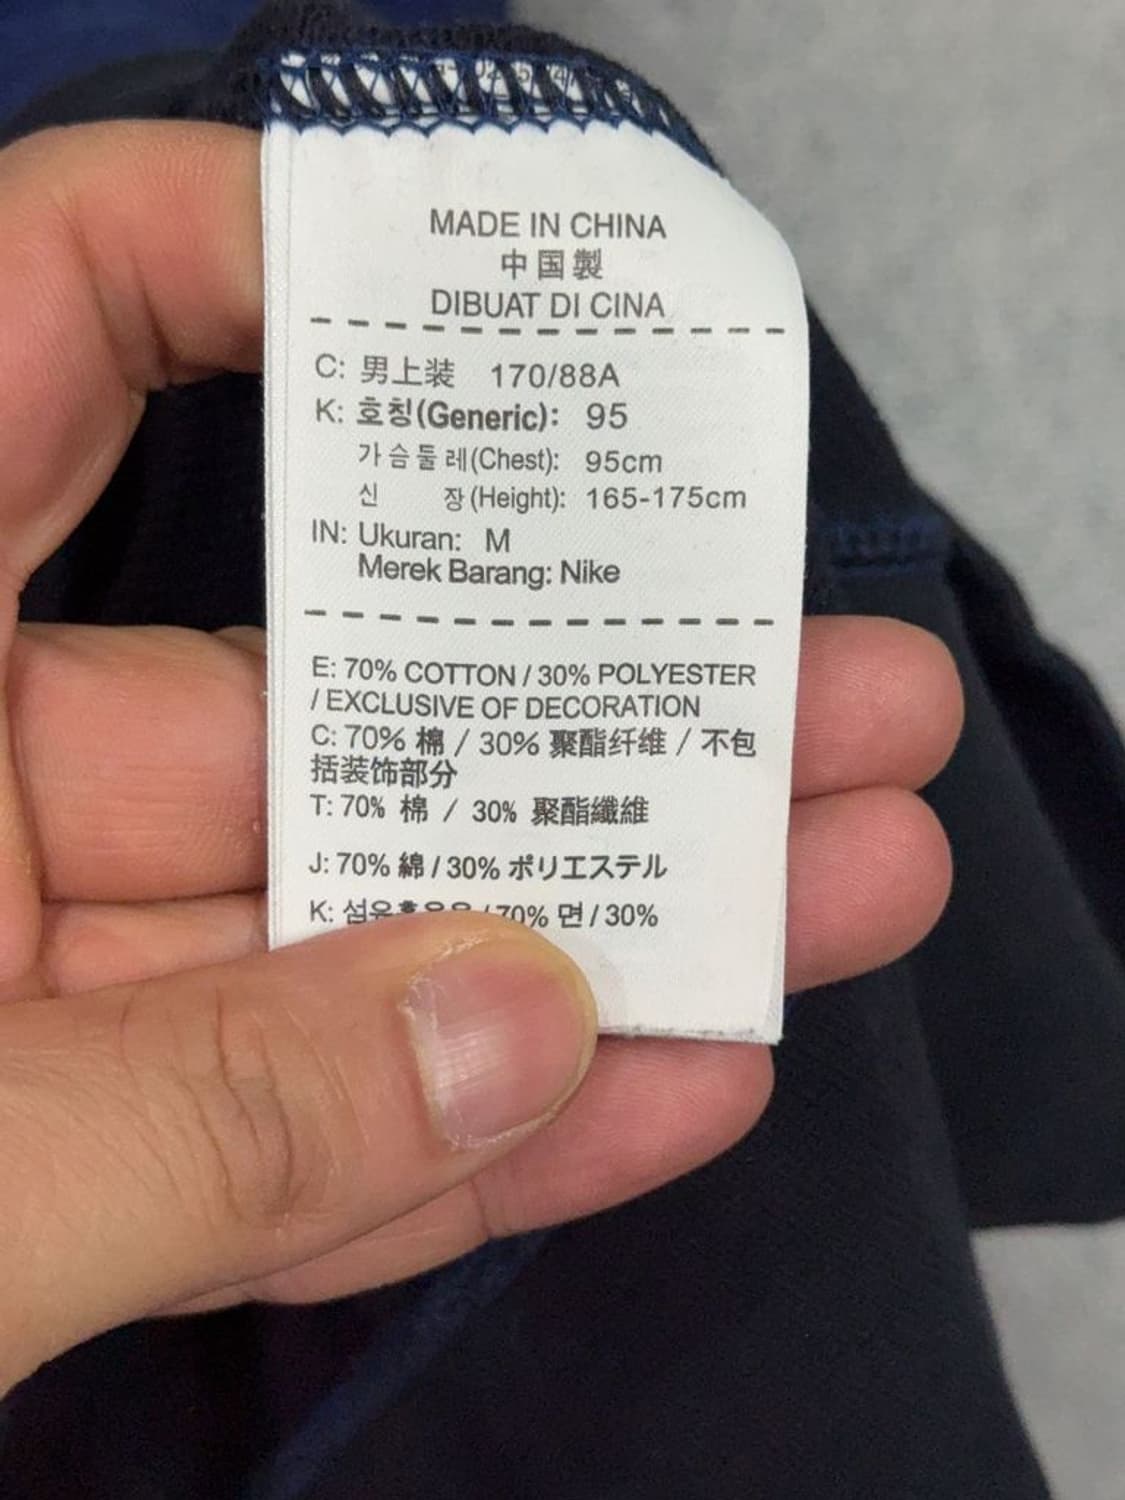 MADE IN CHINA
中国製
DIBUAT DI CINA
C: 男上装 170/88A
K: 호칭(Generic): 95
가슴둘레(Chest): 95cm
신 장(Height): 165-175cm
IN: Ukuran: M
Merek Barang: Nike
E: 70% COTTON / 30% POLYESTER
/ EXCLUSIVE OF DECORATION
C: 70% 棉 / 30% 聚酯纤维 / 不包
括装饰部分
T: 70% 棉 / 30% 聚酯纖維
J: 70% 綿 / 30% ポリエステル
K: 섬유 / 70% 면 / 30%